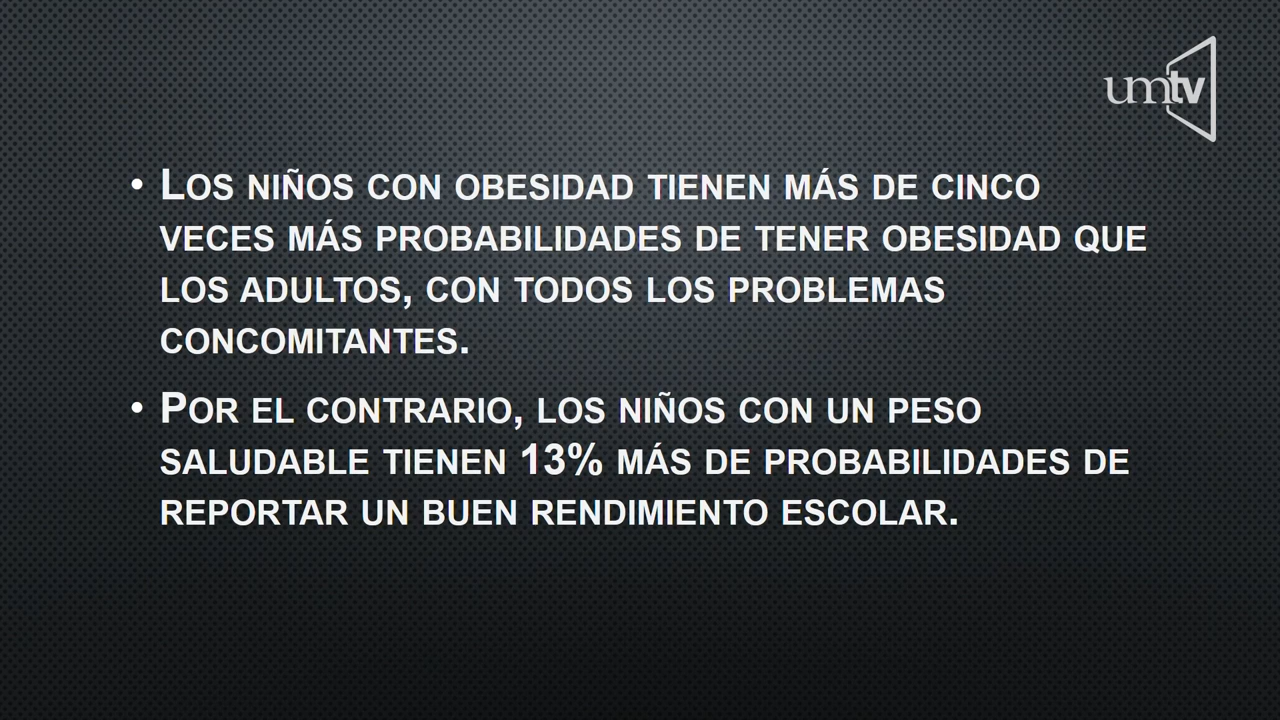 umtv
• Los niños con obesidad tienen más de cinco
veces más probabilidades de tener obesidad que
los adultos, con todos los problemas
concomitantes.
• Por el contrario, los niños con un peso
saludable tienen 13% más de probabilidades de
reportar un buen rendimiento escolar.